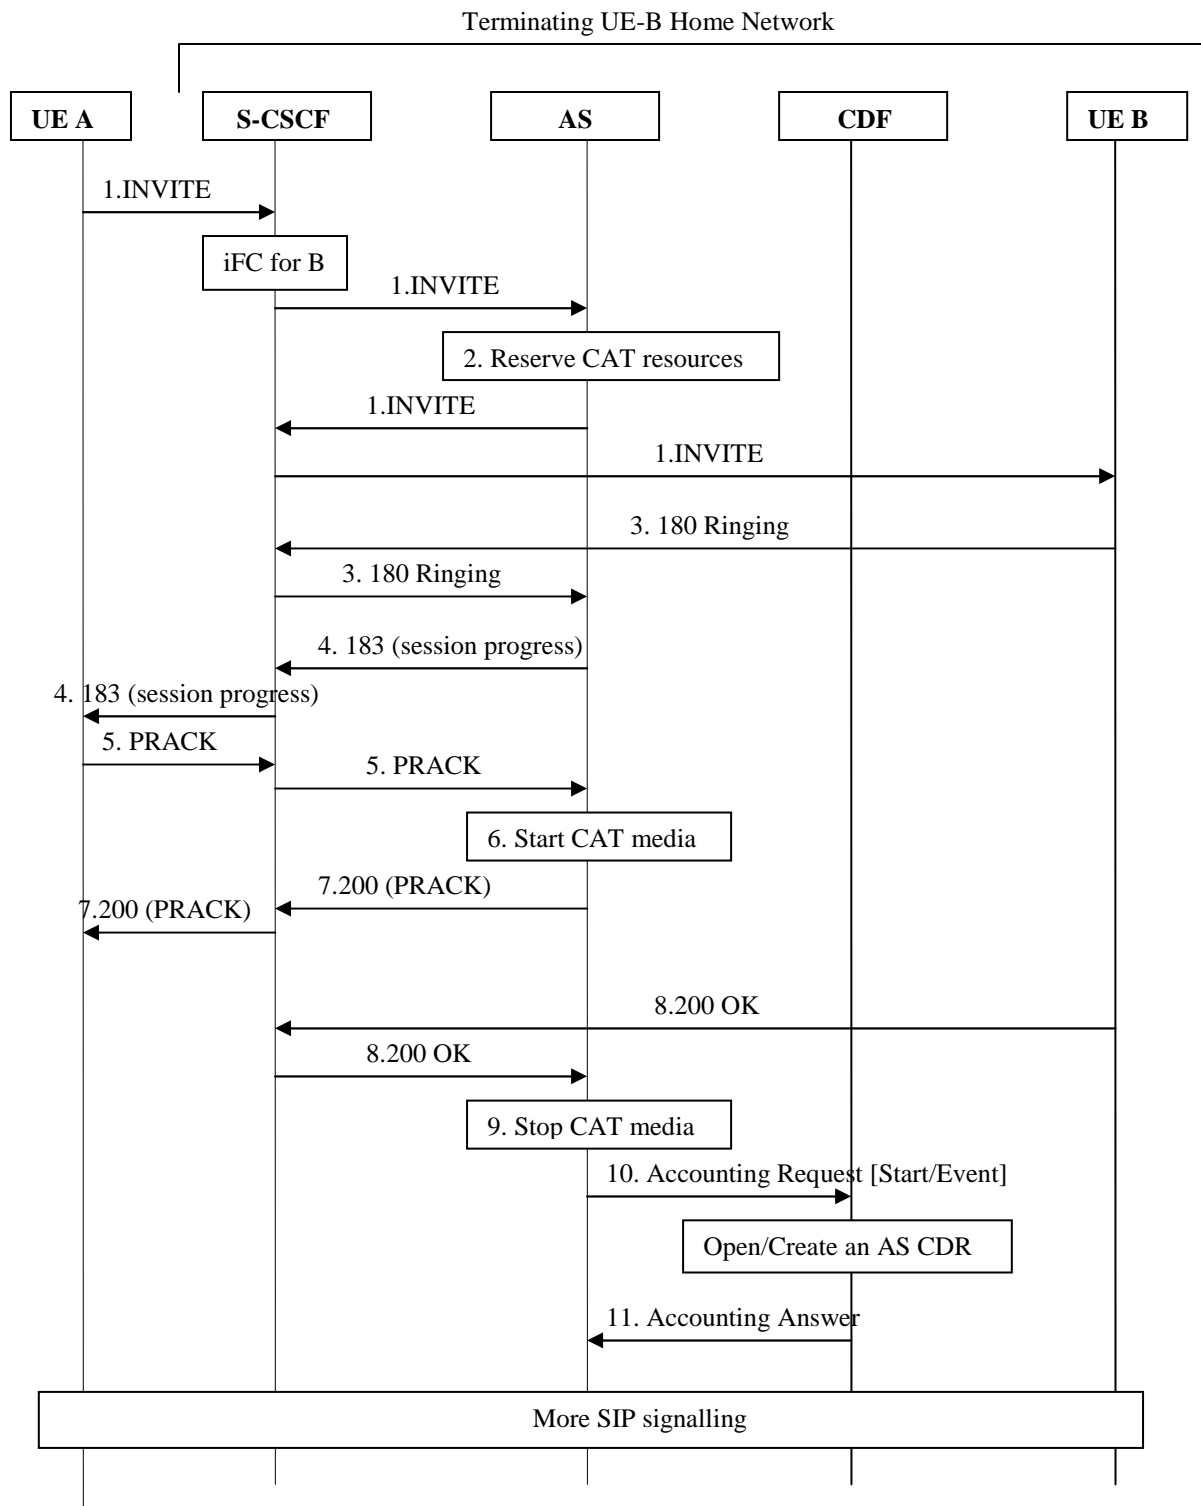 Terminating UE-B Home Network
UE A
S-CSCF
AS
CDF
UE B
1.INVITE
iFC for B
1.INVITE
2. Reserve CAT resources
1.INVITE
1.INVITE
3. 180 Ringing
3. 180 Ringing
4. 183 (session progress)
4. 183 (session progress)
5. PRACK
5. PRACK
6. Start CAT media
7.200 (PRACK)
7.200 (PRACK)
8.200 OK
8.200 OK
9. Stop CAT media
10. Accounting Request [Start/Event]
Open/Create an AS CDR
11. Accounting Answer
More SIP signalling